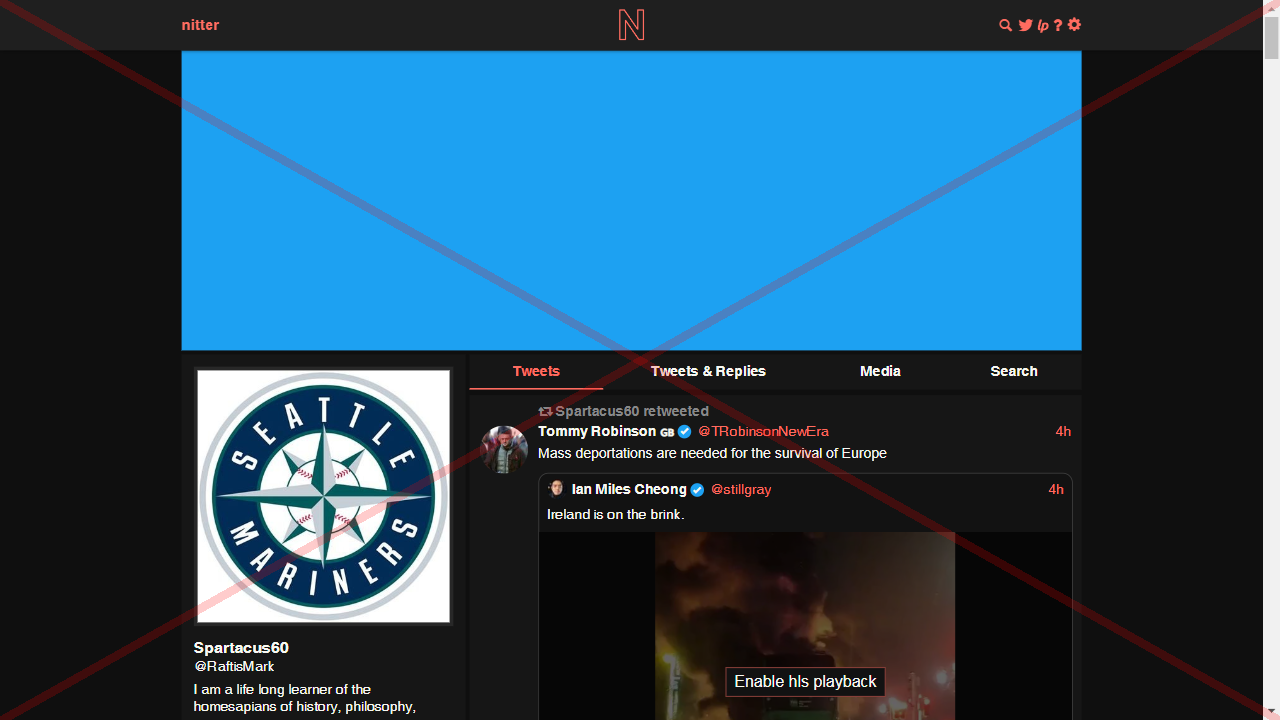 nitter
N
lp ?
Tweets
Tweets & Replies
Media
Search
SEATTLE
MARINERS
Spartacus60
@RaftisMark
I am a life long learner of the
homesapians of history, philosophy,
Spartacus60 retweeted
Tommy Robinson GB @TRobinsonNewEra 4h
Mass deportations are needed for the survival of Europe
Ian Miles Cheong @stillgray 4h
Ireland is on the brink.
Enable hls playback